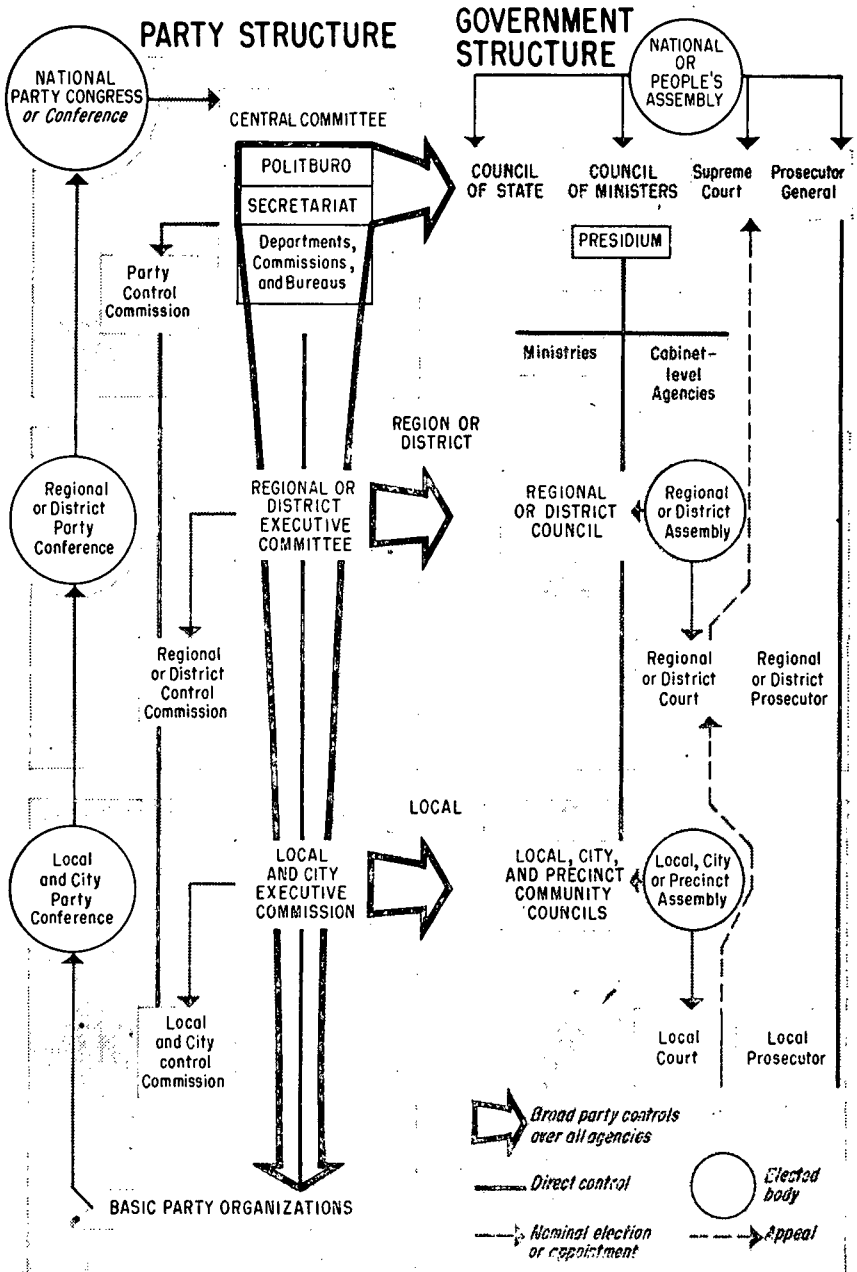 PARTY STRUCTURE
GOVERNMENT
STRUCTURE
NATIONAL
PARTY CONGRESS
or Conference
NATIONAL
OR
PEOPLE'S
ASSEMBLY
CENTRAL COMMITTEE
POLITBURO
SECRETARIAT
Departments,
Commissions,
and Bureaus
COUNCIL
OF STATE
COUNCIL
OF MINISTERS
Supreme
Court
Prosecutor
General
PRESIDIUM
Party
Control
Commission
Ministries
Cabinet-
level
Agencies
REGION OR
DISTRICT
Regional
or District
Party
Conference
REGIONAL OR
DISTRICT
EXECUTIVE
COMMITTEE
REGIONAL
OR DISTRICT
COUNCIL
Regional
or District
Assembly
Regional
or District
Control
Commission
Regional
or District
Court
Regional
or District
Prosecutor
LOCAL
Local
and City
Party
Conference
LOCAL
AND CITY
EXECUTIVE
COMMISSION
LOCAL, CITY,
AND PRECINCT
COMMUNITY
COUNCILS
Local, City
or Precinct
Assembly
Local
and City
control
Commission
Local
Court
Local
Prosecutor
BASIC PARTY ORGANIZATIONS
Broad party controls
over all agencies
Direct control
Elected
body
Nominal election
or appointment
Appeal